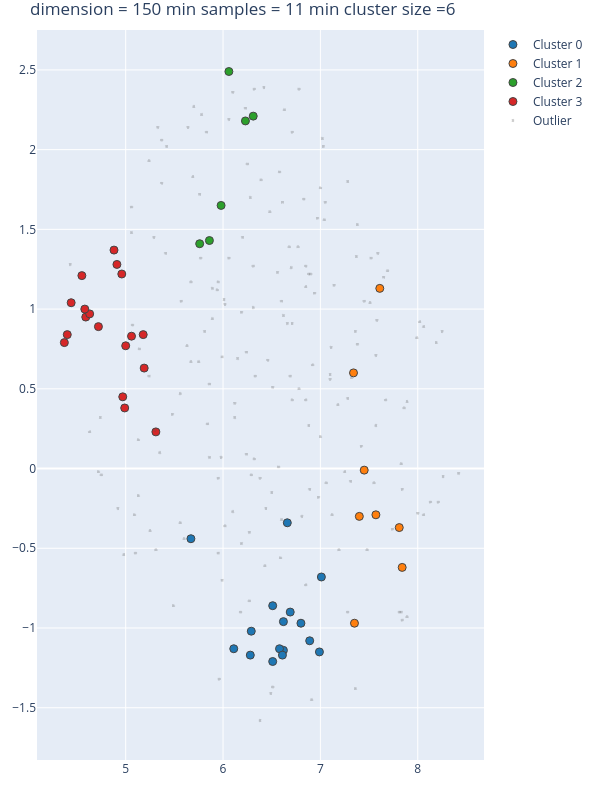 dimension = 150 min samples = 11 min cluster size =6
Cluster 0
Cluster 1
Cluster 2
Cluster 3
Outlier
2.5
2
1.5
1
0.5
0
−0.5
−1
−1.5
5 6 7 8